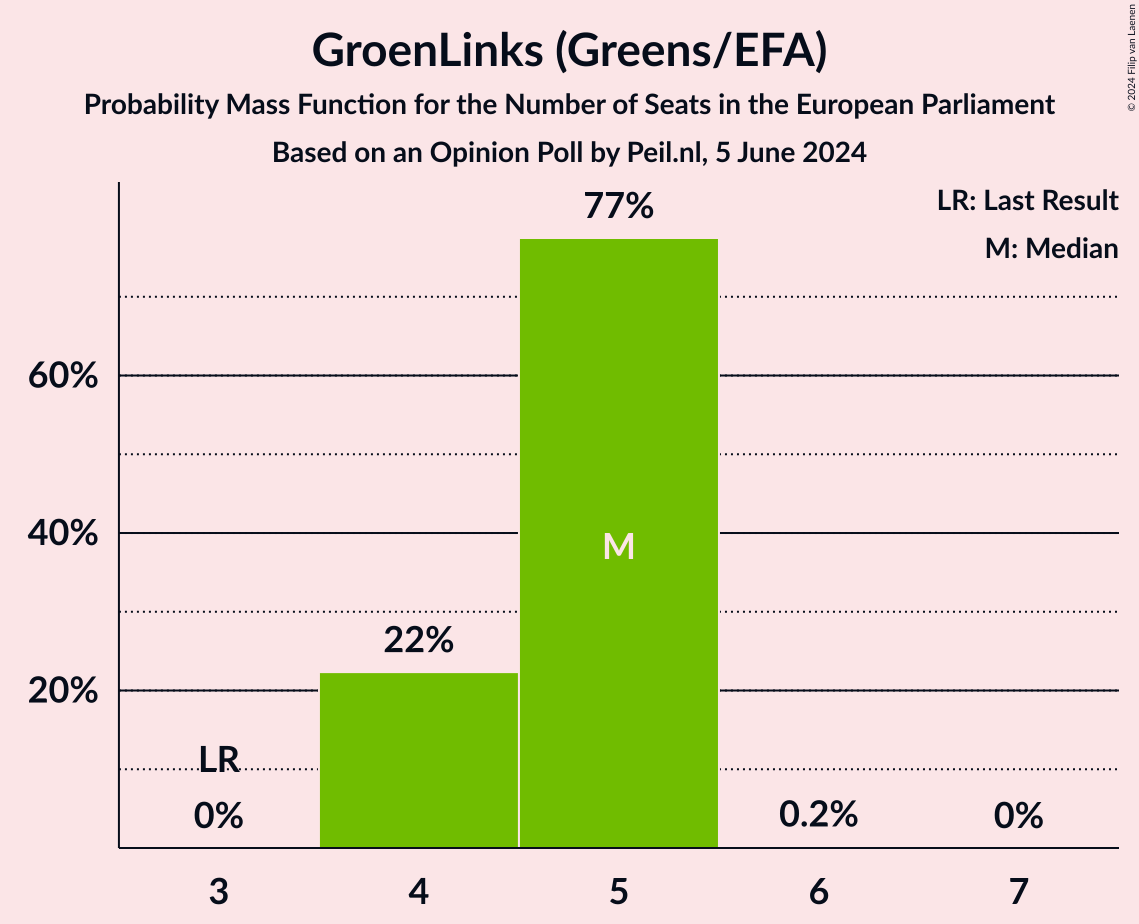 GroenLinks (Greens/EFA)
Probability Mass Function for the Number of Seats in the European Parliament
Based on an Opinion Poll by Peil.nl, 5 June 2024
© 2024 Filip van Laenen
LR: Last Result
M: Median
77%
60%
40%
M
22%
20%
LR
0%
0.2%
0%
3
4
5
6
7